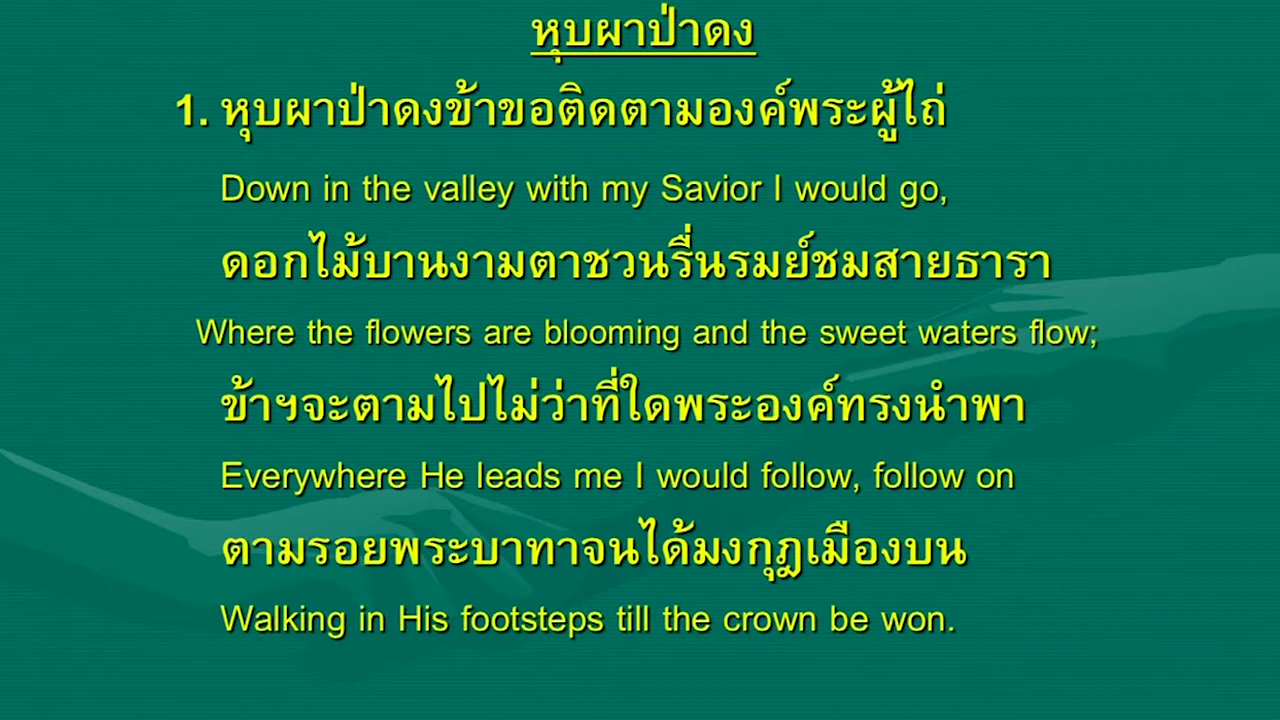 หุบผาป่าดง
1. หุบผาป่าดงข้าขอติดตามองค์พระผู้ไถ่
Down in the valley with my Savior I would go,
ดอกไม้บานงามตาชวนรื่นรมย์ชมสายธารา
Where the flowers are blooming and the sweet waters flow;
ข้าฯจะตามไปไม่ว่าที่ใดพระองค์ทรงนำพา
Everywhere He leads me I would follow, follow on
ตามรอยพระบาทาจนได้มงกุฎเมืองบน
Walking in His footsteps till the crown be won.